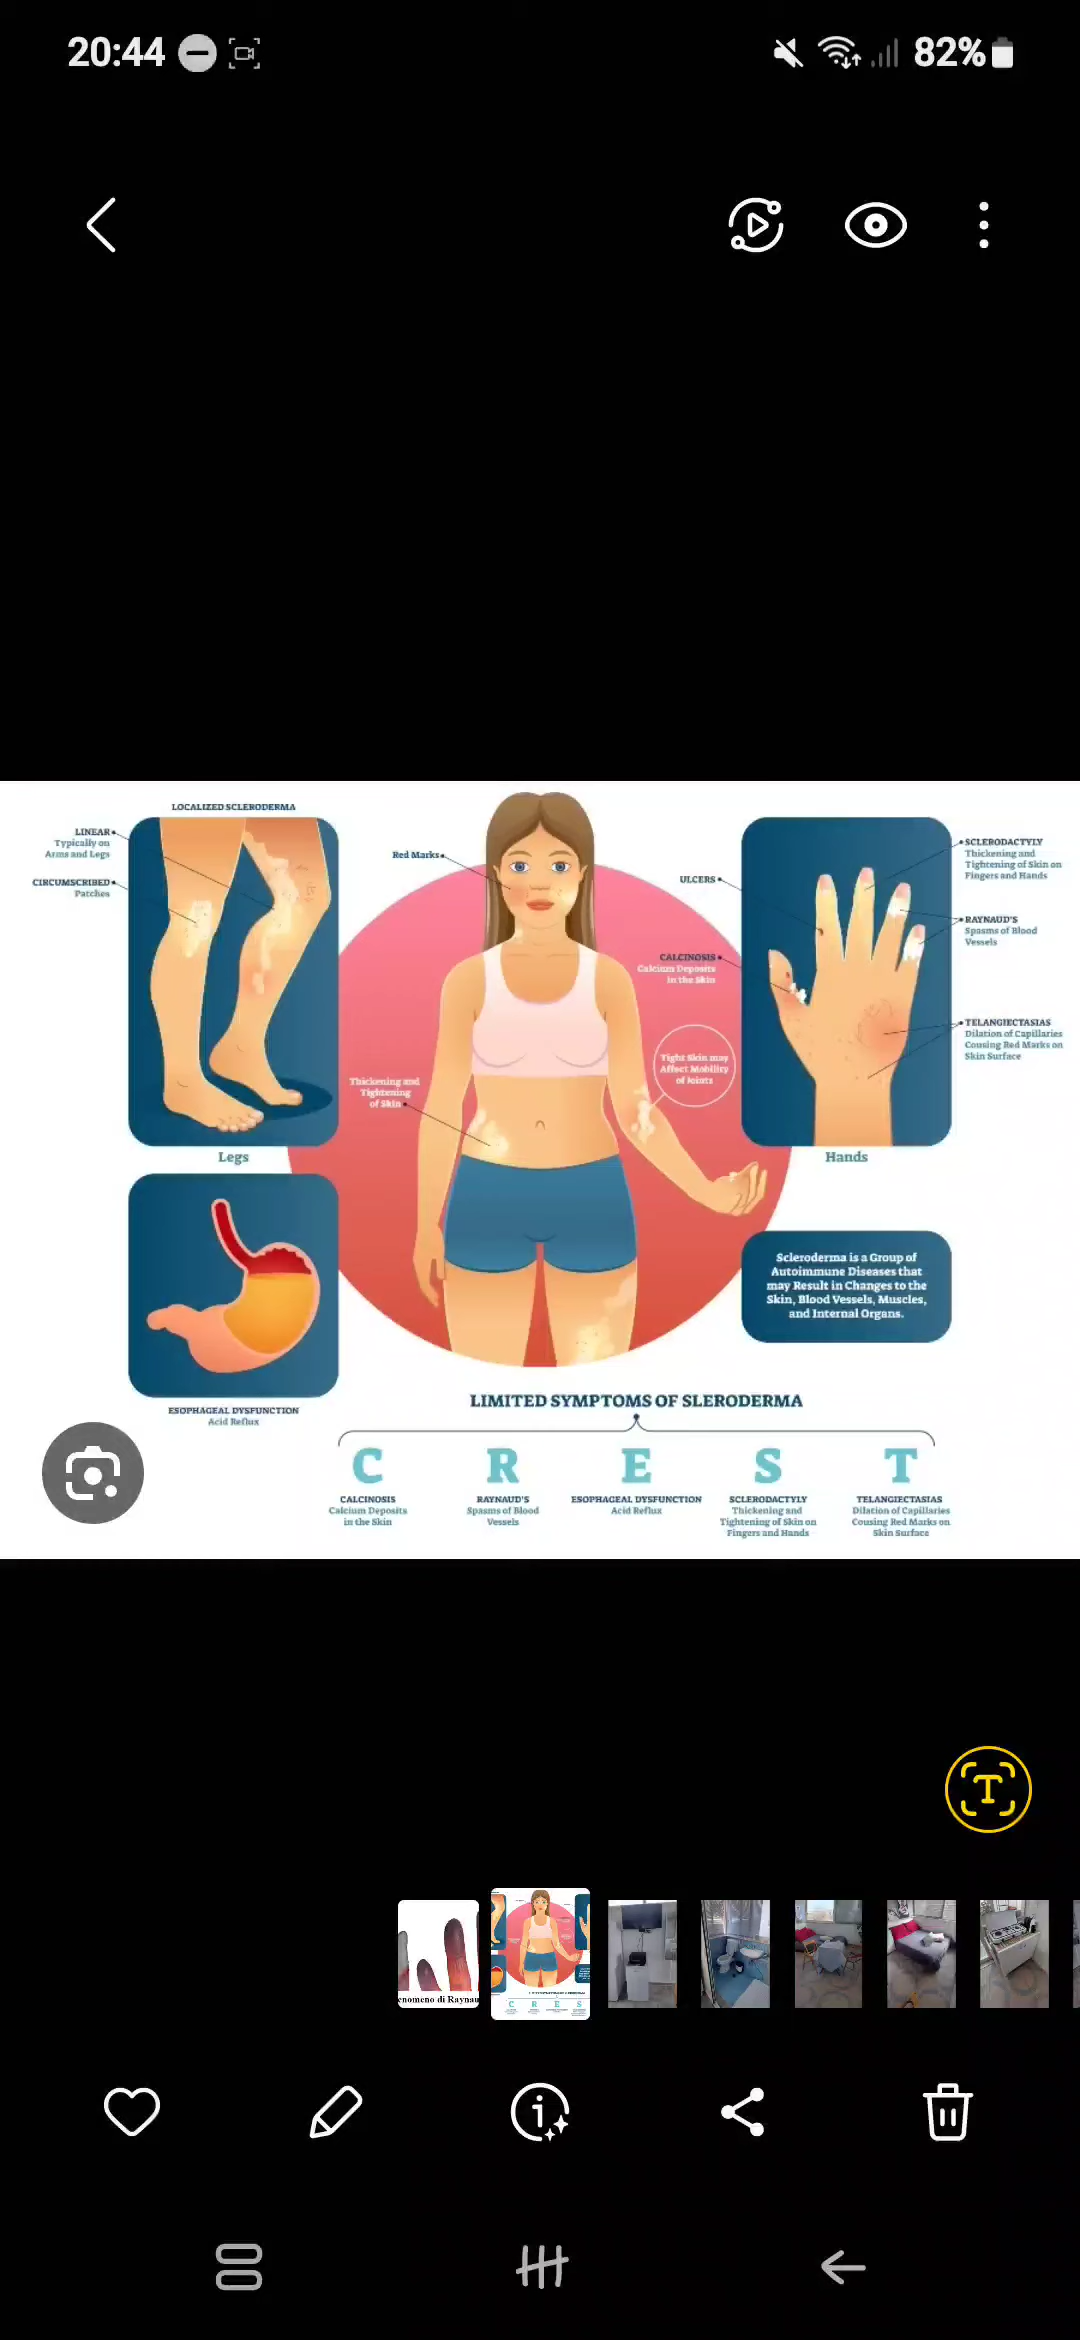 20:44
82%
LOCALIZED SCLERODERMA
LINEAR
Typically on
Arms and Legs
CIRCUMSCRIBED
Patches
Legs
Red Marks
Thickening and
Tightening
of Skin
Tight Skin may
Affect Mobility
of Joints
ULCERS
CALCINOSIS
Calcium Deposits
in the Skin
SCLERODACTYLY
Thickening and
Tightening of Skin on
Fingers and Hands
RAYNAUD'S
Spasms of Blood
Vessels
TELANGIECTASIAS
Dilation of Capillaries
Cousing Red Marks on
Skin Surface
Hands
Scleroderma is a Group of
Autoimmune Diseases that
may Result in Changes to the
Skin, Blood Vessels, Muscles,
and Internal Organs.
ESOPHAGEAL DYSFUNCTION
Acid Reflux
LIMITED SYMPTOMS OF SLERODERMA
C R E S T
CALCINOSIS
Calcium Deposits
in the Skin
RAYNAUD'S
Spasms of Blood
Vessels
ESOPHAGEAL DYSFUNCTION
Acid Reflux
SCLERODACTYLY
Thickening and
Tightening of Skin on
Fingers and Hands
TELANGIECTASIAS
Dilation of Capillaries
Cousing Red Marks on
Skin Surface
T
enomeno di Raynau
C R E S